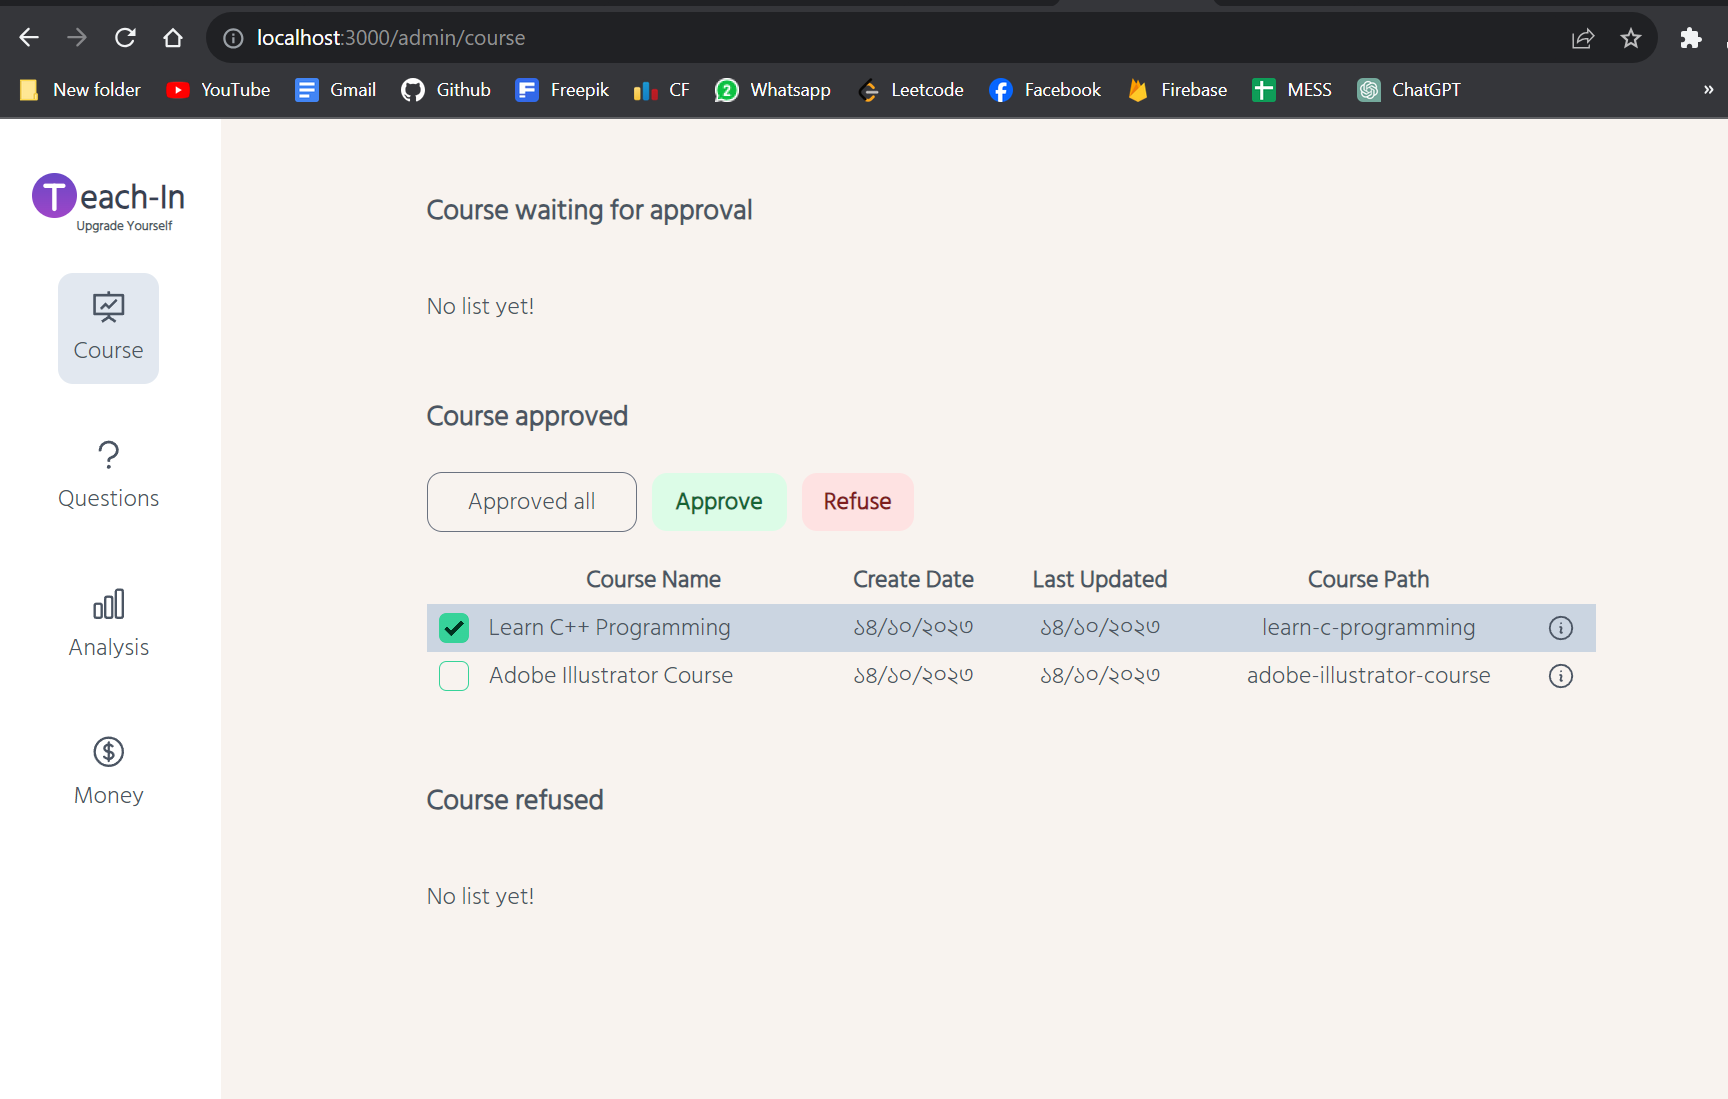 localhost:3000/admin/course
New folder YouTube Gmail Github Freepik CF 2 Whatsapp Leetcode Facebook Firebase MESS ChatGPT »
Teach-In
Upgrade Yourself
Course
Questions
Analysis
Money
Course waiting for approval
No list yet!
Course approved
Approved all Approve Refuse
Course Name Create Date Last Updated Course Path
Learn C++ Programming ১৪/১০/২০২৩ ১৪/১০/২০২৩ learn-c-programming
Adobe Illustrator Course ১৪/১০/২০২৩ ১৪/১০/২০২৩ adobe-illustrator-course
Course refused
No list yet!